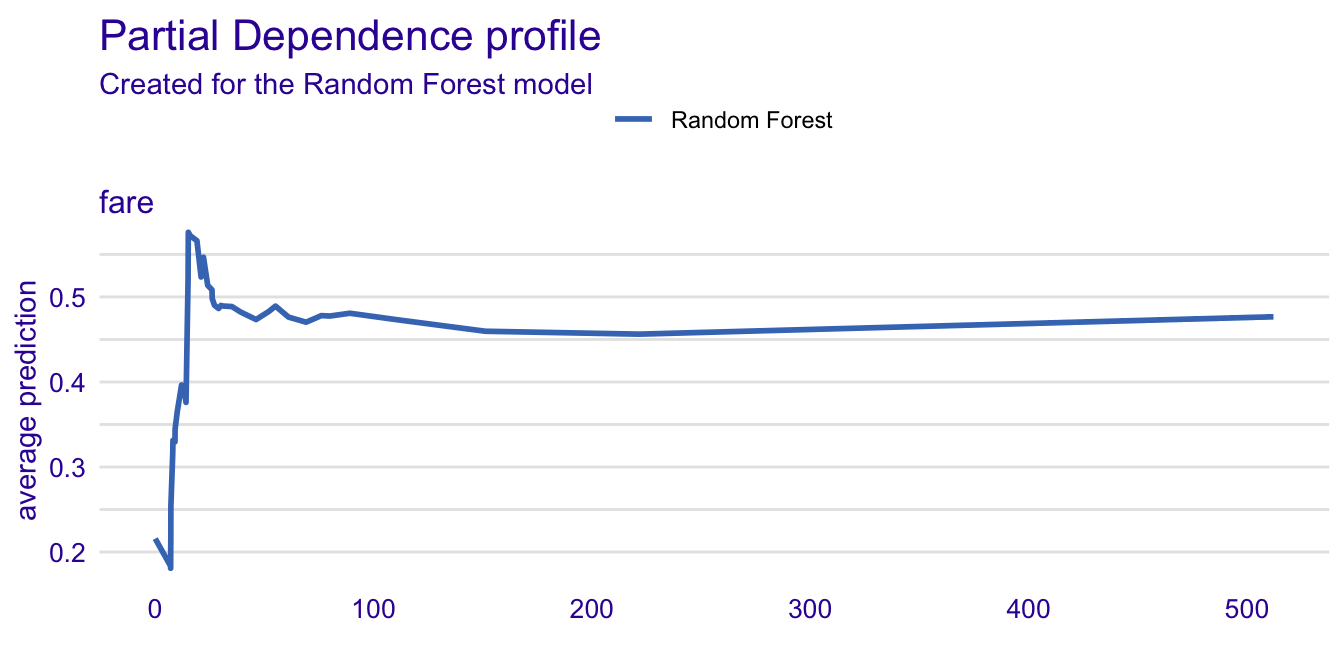 Partial Dependence profile
Created for the Random Forest model
Random Forest
fare
average prediction
0.5
0.4
0.3
0.2
0 100 200 300 400 500